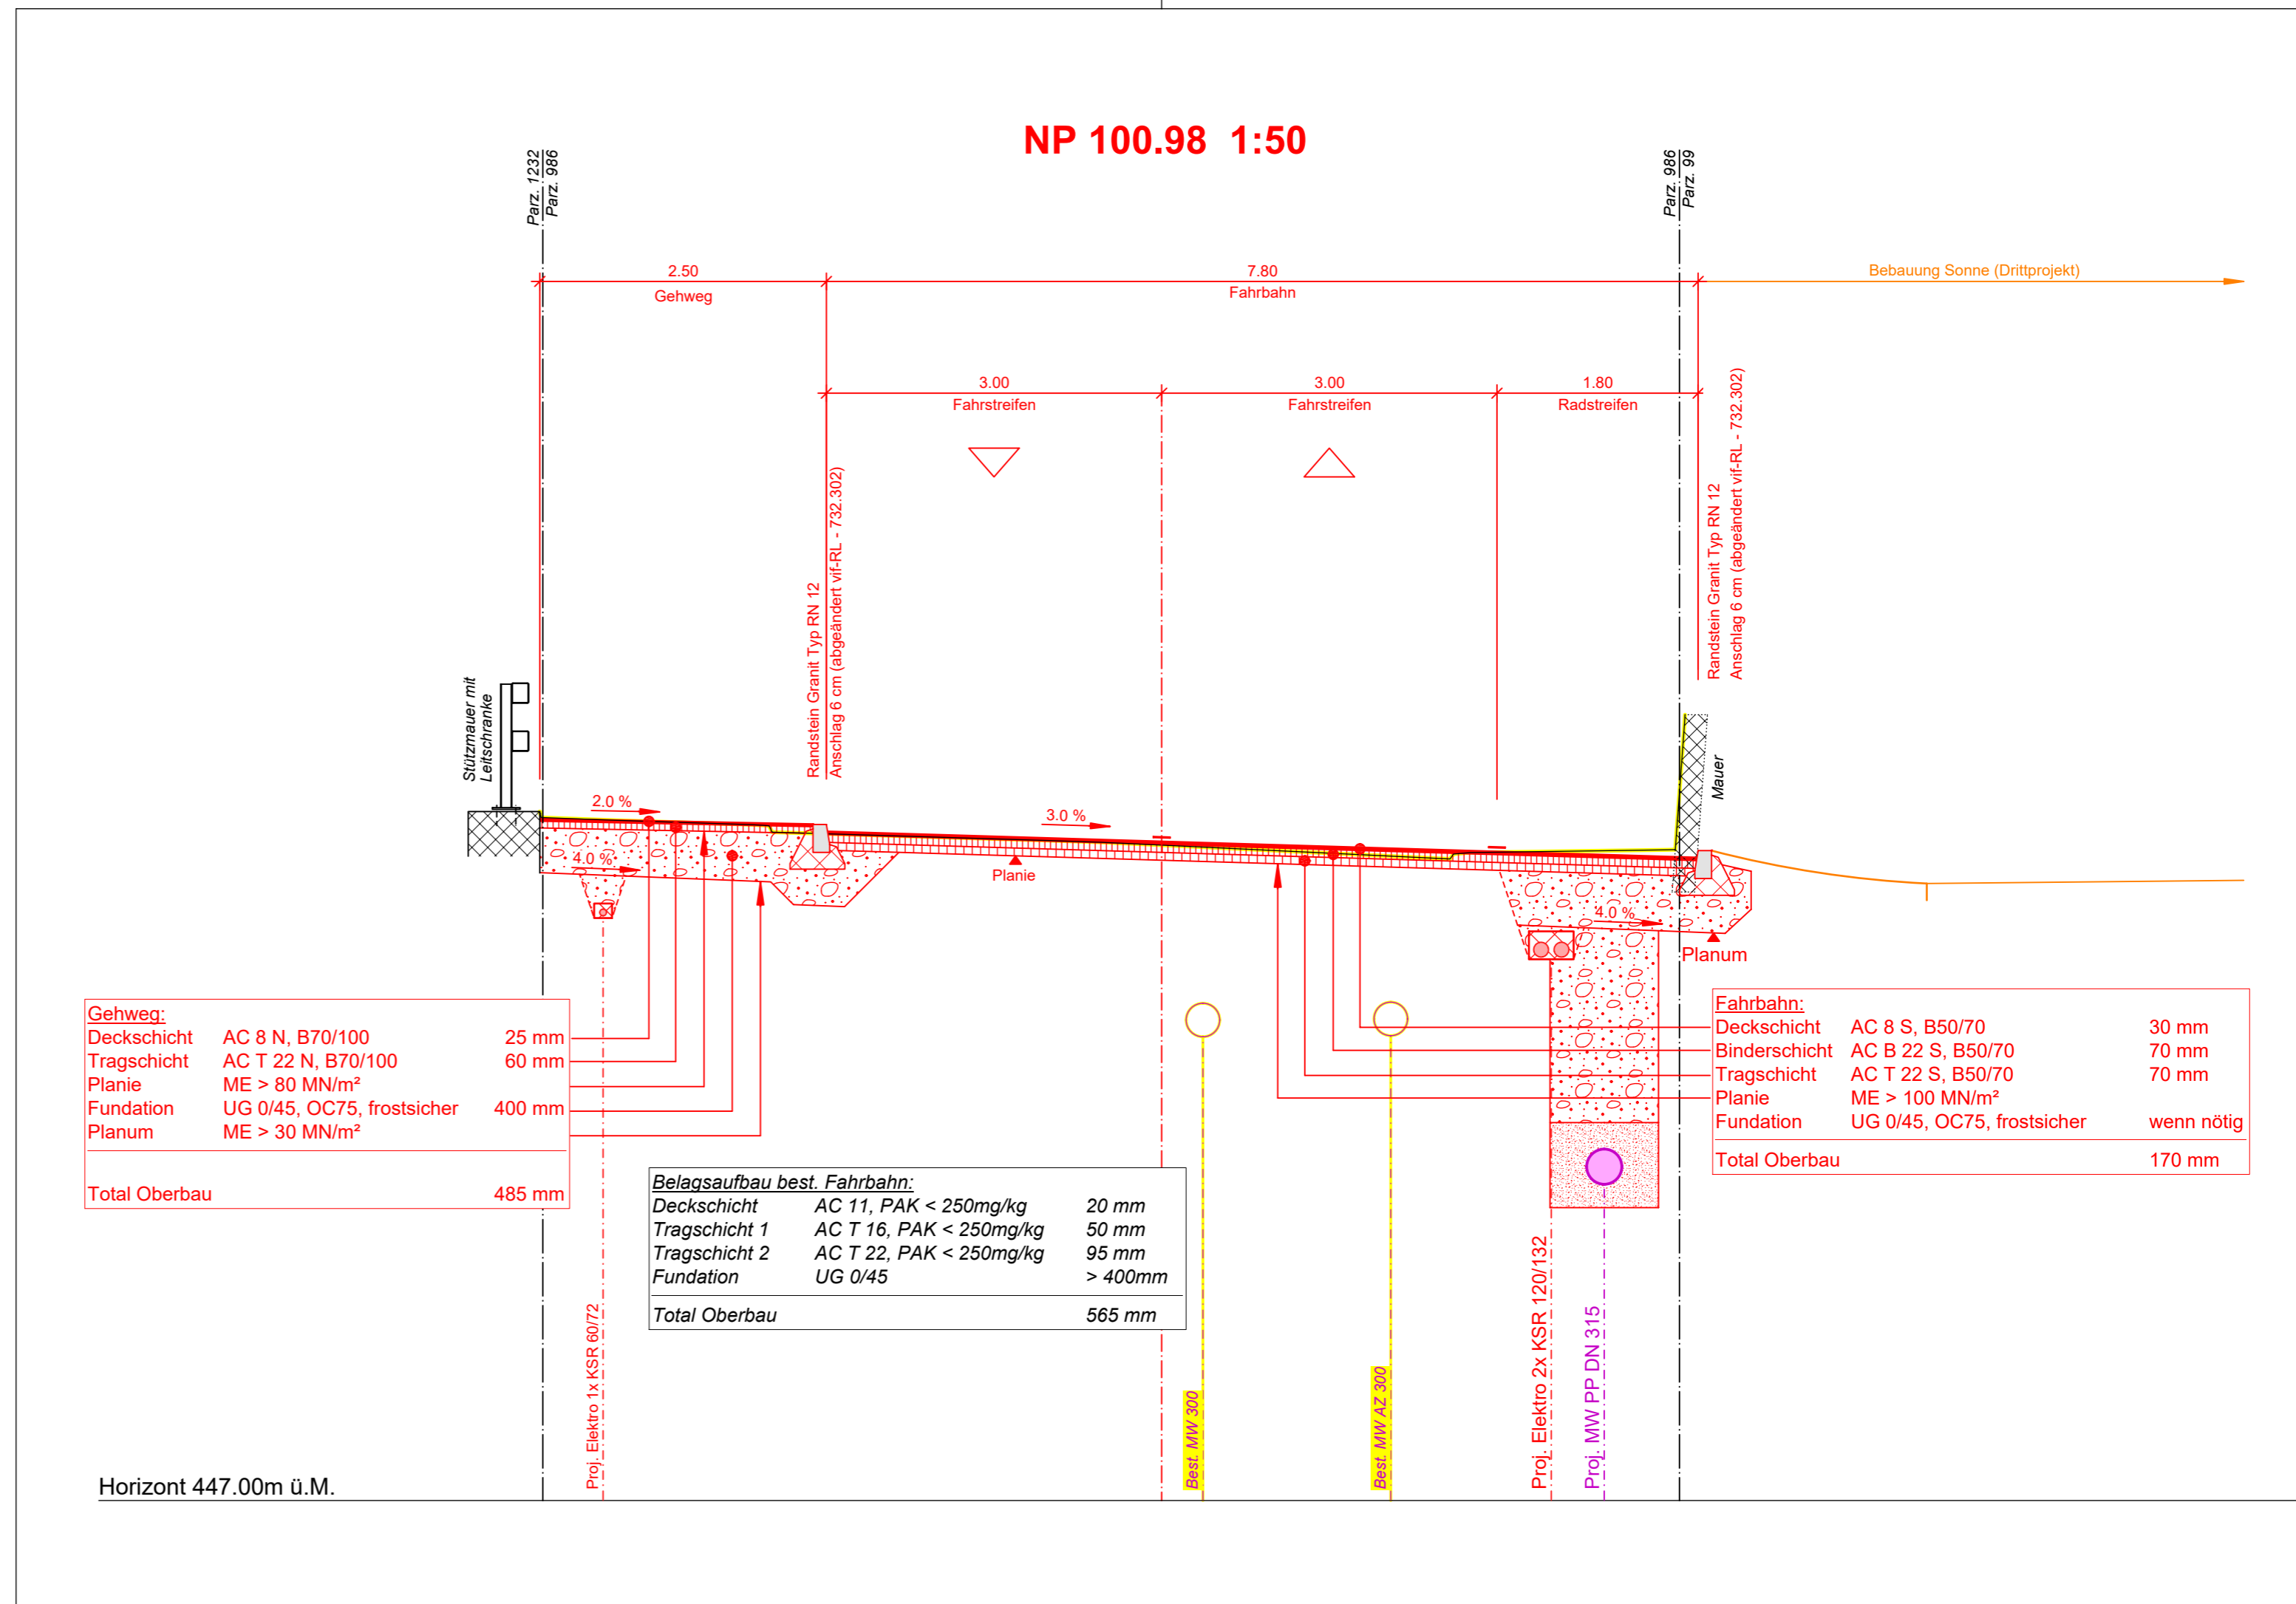 NP 100.98 1:50
Parz. 1232
Parz. 986
Parz. 986
Parz. 99
2.50
Gehweg
7.80
Fahrbahn
Bebauung Sonne (Drittprojekt)
3.00
Fahrstreifen
3.00
Fahrstreifen
1.80
Radstreifen
Randstein Granit Typ RN 12
Anschlag 6 cm (abgeändert vif-RL - 732.302)
Randstein Granit Typ RN 12
Anschlag 6 cm (abgeändert vif-RL - 732.302)
Stützmauer mit
Leitschranke
Mauer
2.0 %
3.0 %
4.0 %
Planie
4.0 %
Planum
Gehweg:
Deckschicht AC 8 N, B70/100 25 mm
Tragschicht AC T 22 N, B70/100 60 mm
Planie ME > 80 MN/m²
Fundation UG 0/45, OC75, frostsicher 400 mm
Planum ME > 30 MN/m²
Total Oberbau 485 mm
Fahrbahn:
Deckschicht AC 8 S, B50/70 30 mm
Binderschicht AC B 22 S, B50/70 70 mm
Tragschicht AC T 22 S, B50/70 70 mm
Planie ME > 100 MN/m²
Fundation UG 0/45, OC75, frostsicher wenn nötig
Total Oberbau 170 mm
Belagsaufbau best. Fahrbahn:
Deckschicht AC 11, PAK < 250mg/kg 20 mm
Tragschicht 1 AC T 16, PAK < 250mg/kg 50 mm
Tragschicht 2 AC T 22, PAK < 250mg/kg 95 mm
Fundation UG 0/45 > 400mm
Total Oberbau 565 mm
Proj. Elektro 1x KSR 60/72
Best. MW 300
Best. MW AZ 300
Proj. Elektro 2x KSR 120/132
Proj. MW PP DN 315
Horizont 447.00m ü.M.